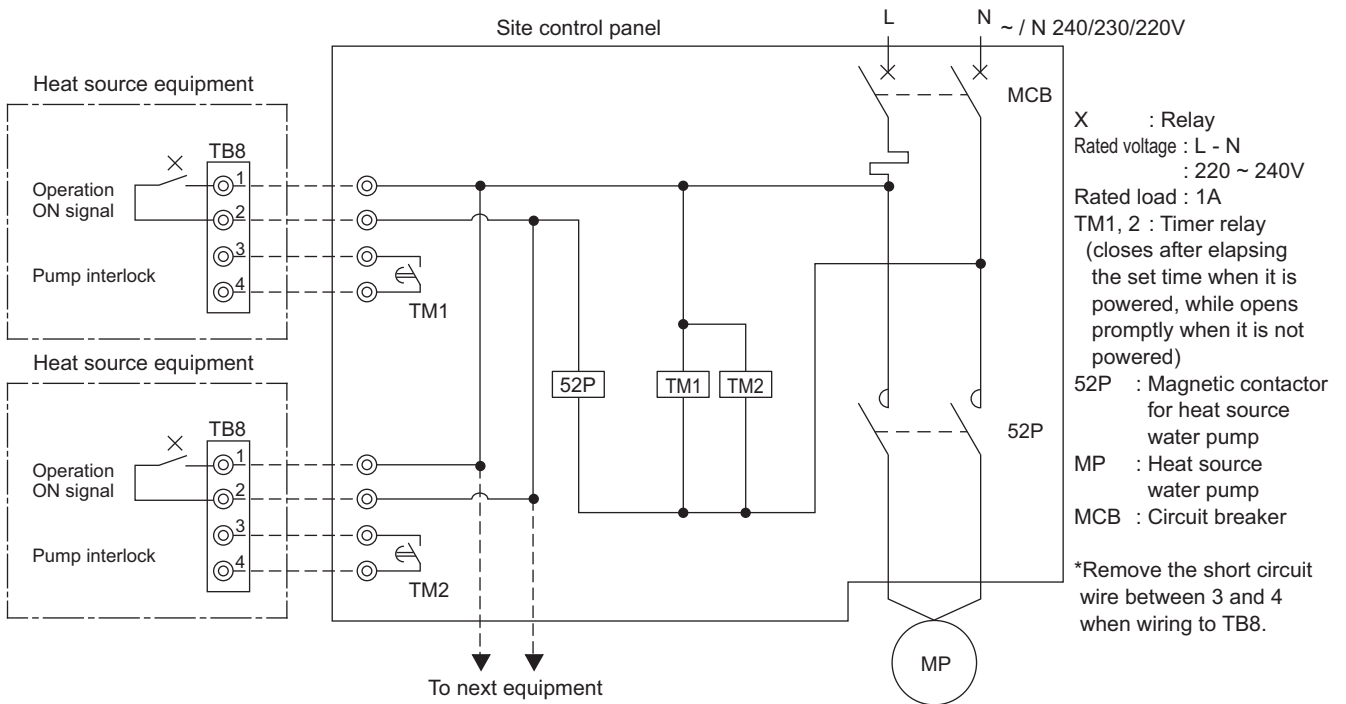 Site control panel
L
N
~ / N 240/230/220V
MCB
Heat source equipment
TB8
Operation
ON signal
Pump interlock
1
2
3
4
TM1
Heat source equipment
TB8
Operation
ON signal
Pump interlock
1
2
3
4
TM2
52P
TM1
TM2
52P
MP
To next equipment
X : Relay
Rated voltage : L - N
: 220 ~ 240V
Rated load : 1A
TM1, 2 : Timer relay
(closes after elapsing
the set time when it is
powered, while opens
promptly when it is not
powered)
52P : Magnetic contactor
for heat source
water pump
MP : Heat source
water pump
MCB : Circuit breaker
*Remove the short circuit
wire between 3 and 4
when wiring to TB8.